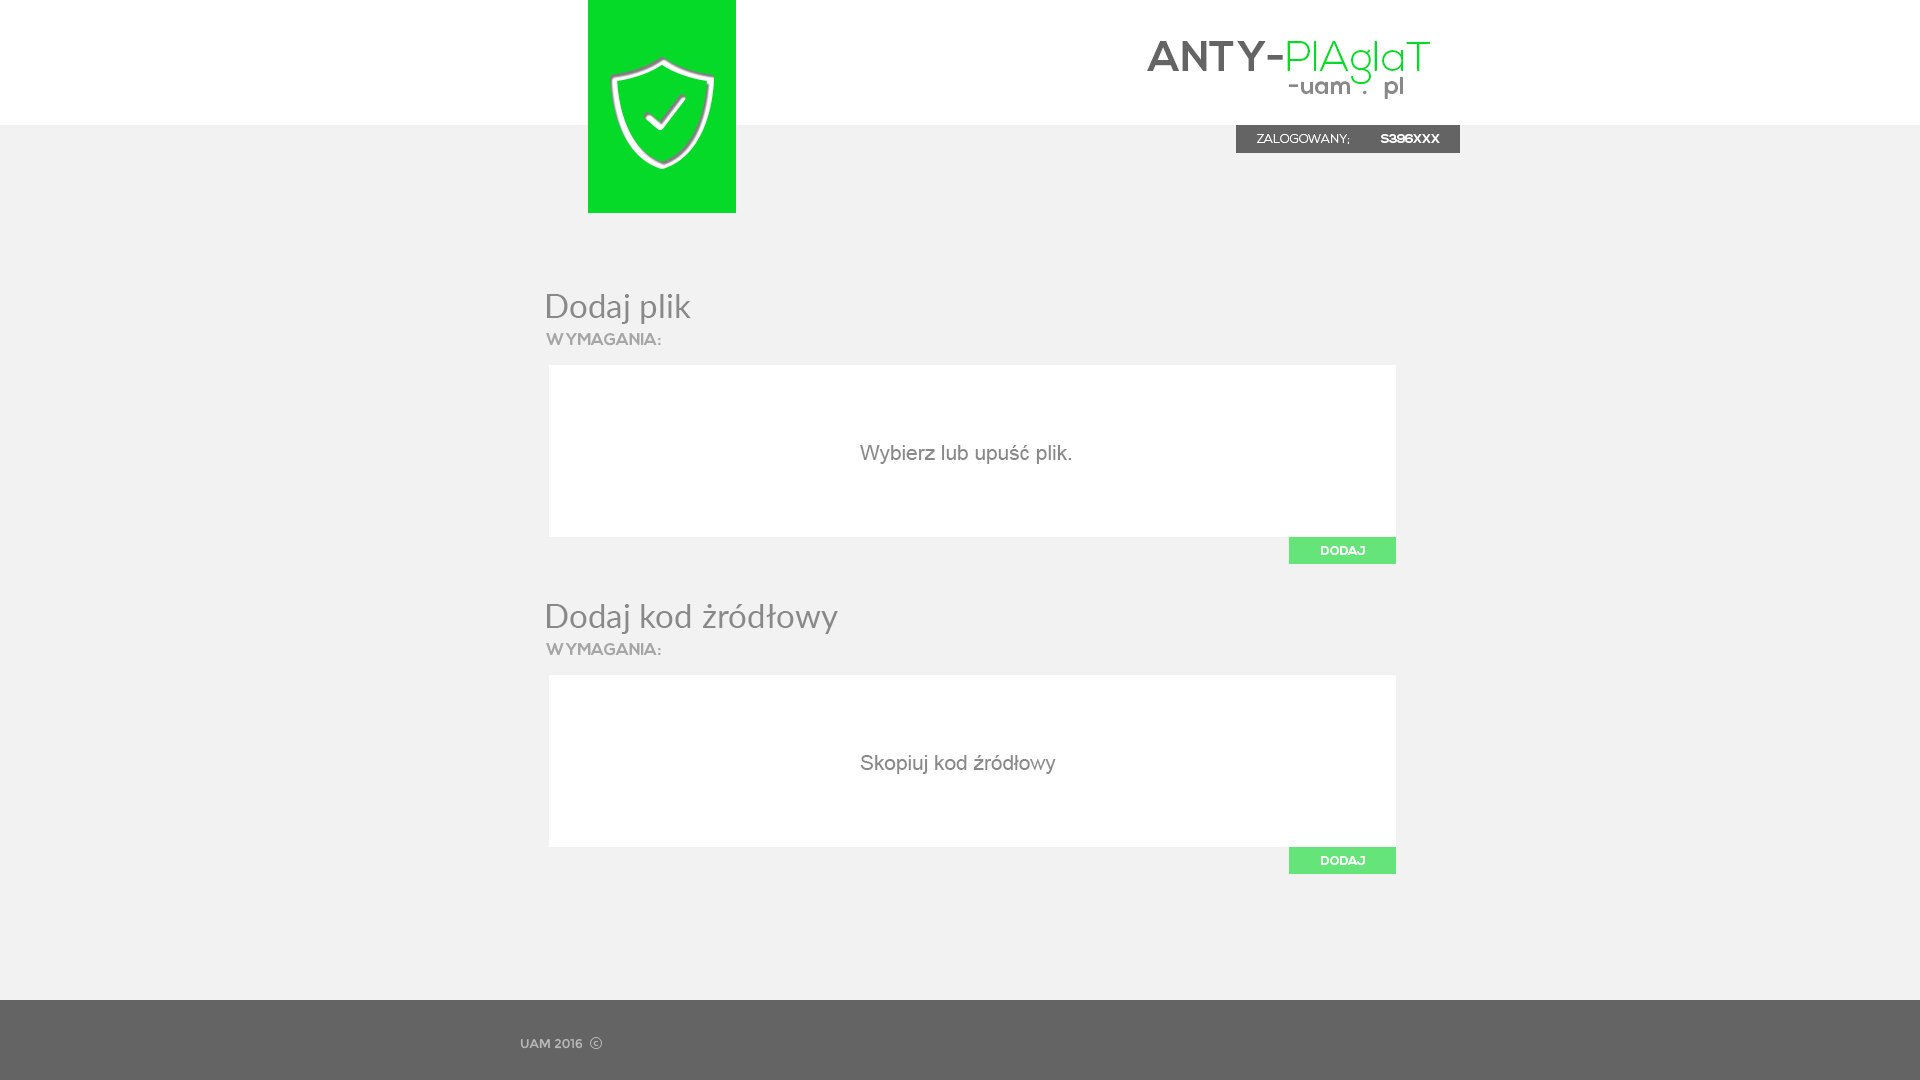 ANTY-PlAglaT
-uam . pl
ZALOGOWANY; S396XXX
Dodaj plik
WYMAGANIA:
Wybierz lub upuść plik.
DODAJ
Dodaj kod żródłowy
WYMAGANIA:
Skopiuj kod źródłowy
DODAJ
UAM 2016 ©